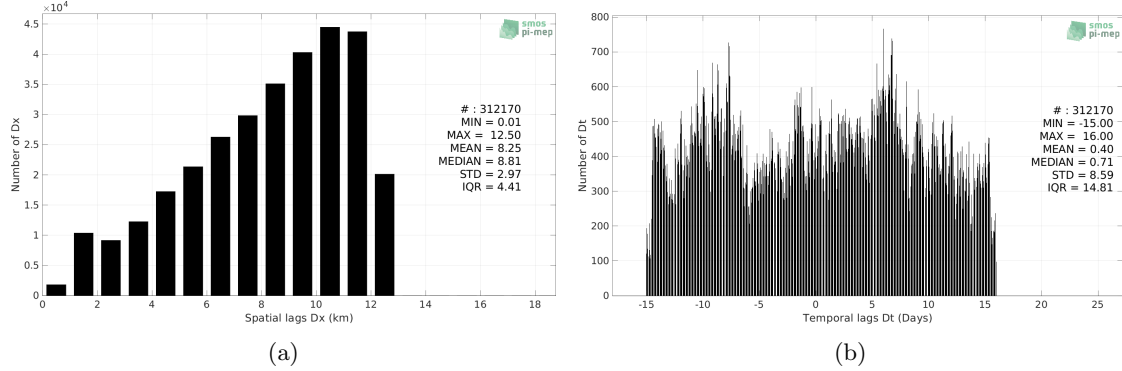 ×10⁴
4.5
4
3.5
3
2.5
2
1.5
1
0.5
0
Number of Dx
smos
pi-mep
# : 312170
MIN = 0.01
MAX = 12.50
MEAN = 8.25
MEDIAN = 8.81
STD = 2.97
IQR = 4.41
0 2 4 6 8 10 12 14 16 18
Spatial lags Dx (km)
(a)
800
700
600
500
400
300
200
100
0
Number of Dt
smos
pi-mep
# : 312170
MIN = -15.00
MAX = 16.00
MEAN = 0.40
MEDIAN = 0.71
STD = 8.59
IQR = 14.81
-15 -10 -5 0 5 10 15 20 25
Temporal lags Dt (Days)
(b)